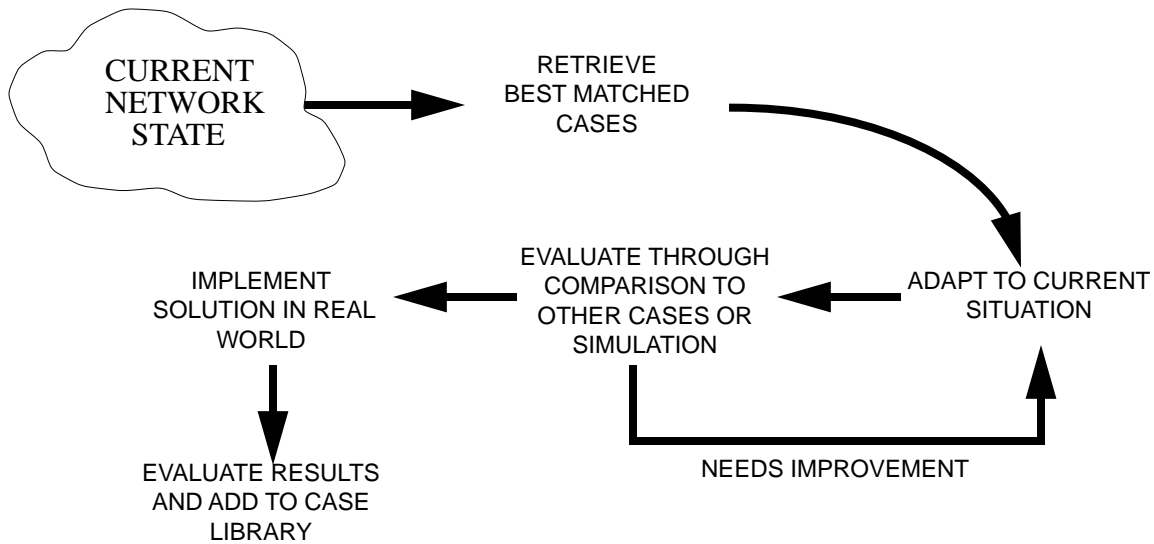 CURRENT
NETWORK
STATE
RETRIEVE
BEST MATCHED
CASES
ADAPT TO CURRENT
SITUATION
EVALUATE THROUGH
COMPARISON TO
OTHER CASES OR
SIMULATION
NEEDS IMPROVEMENT
IMPLEMENT
SOLUTION IN REAL
WORLD
EVALUATE RESULTS
AND ADD TO CASE
LIBRARY